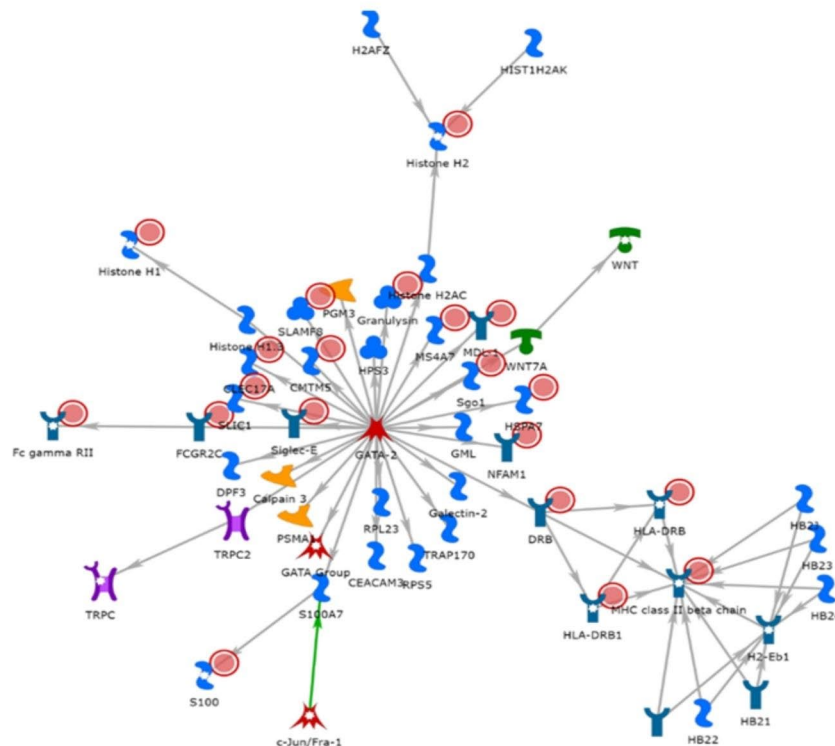 H2AFZ
HIST1H2AK
Histone H2
WNT
Histone H1
Histone H2AC
PGM3
Granulysin
SLAMF8
MS4A7
MDL-1
Histone H1.3
WNT7A
HPS3
CLEC17A
CMTM5
Sgo1
HSPA7
SLIC1
Siglec-E
Fc gamma RII
FCGR2C
GATA-2
GML
NFAM1
DPF3
Calpain 3
Galectin-2
RPL23
DRB
HLA-DRB
HB23
TRPC2
PSMA1
TRAP170
GATA Group
CEACAM3
RPS5
TRPC
S100A7
MHC class II beta chain
HLA-DRB1
H2-Eb1
S100
HB21
HB22
c-Jun/Fra-1